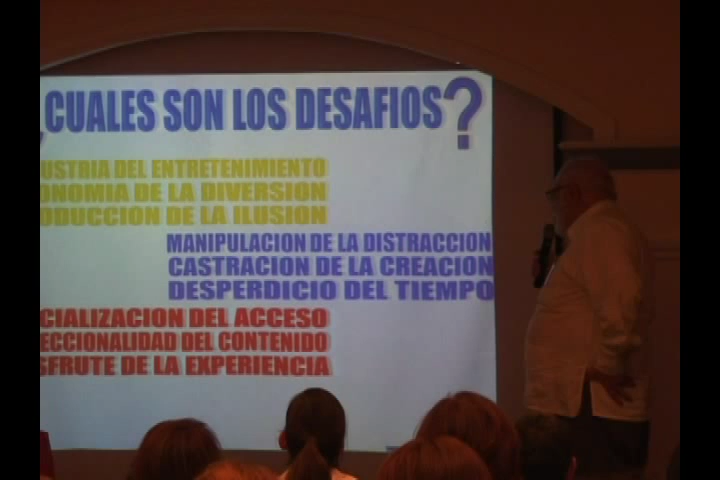 ¿CUALES SON LOS DESAFIOS?
USTRIA DEL ENTRETENIMIENTO
ONOMIA DE LA DIVERSION
ODUCCION DE LA ILUSION
MANIPULACION DE LA DISTRACCION
CASTRACION DE LA CREACION
DESPERDICIO DEL TIEMPO
CIALIZACION DEL ACCESO
ECCIONALIDAD DEL CONTENIDO
SFRUTE DE LA EXPERIENCIA